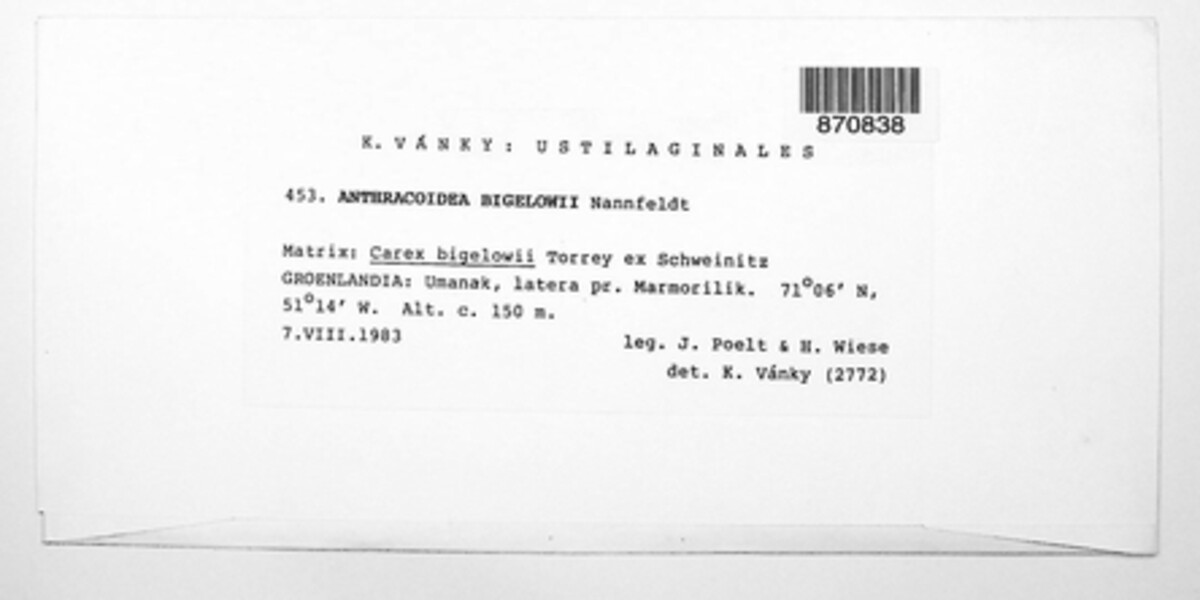 870838
K. VÁNKY: USTILAGINALES
453. ANTHRACOIDEA BIGELOWII Nannfeldt
Matrix: Carex bigelowii Torrey ex Schweinitz
GROENLANDIA: Umanak, latera pr. Marmorilik. 71°06' N,
51°14' W. Alt. c. 150 m.
7.VIII.1983
leg. J. Poelt & H. Wiese
det. K. Vánky (2772)